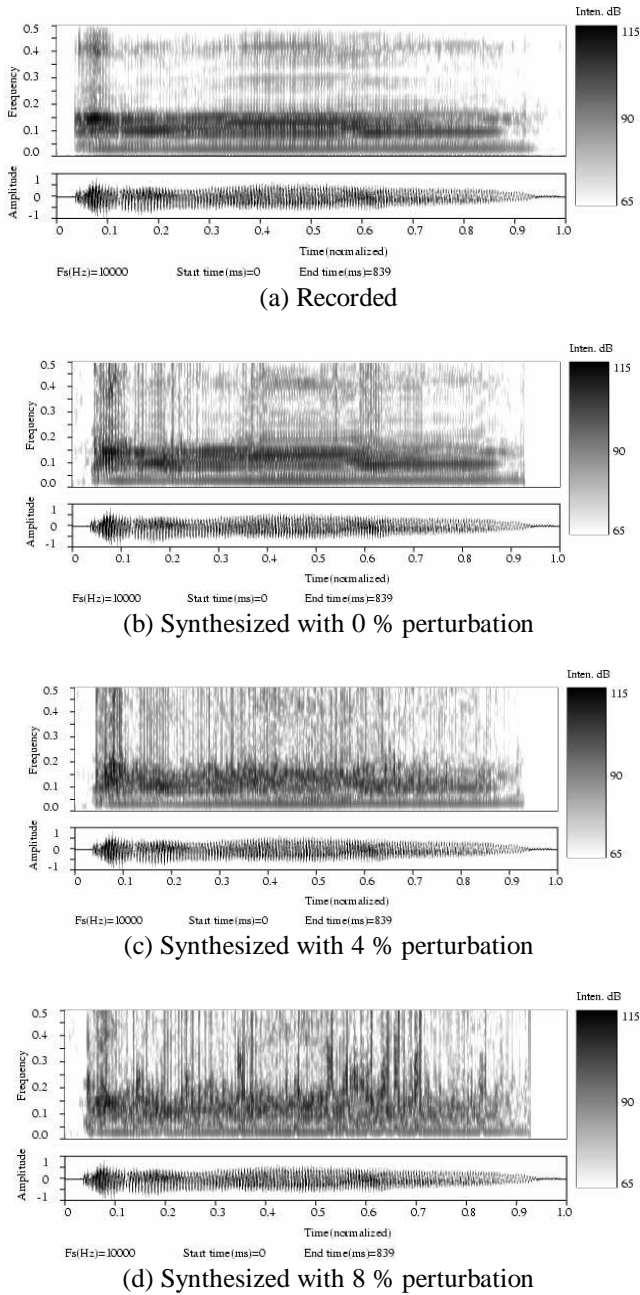 Inten. dB
0.5
0.4
0.3
0.2
0.1
0.0
Frequency
115
90
65
1
0
-1
Amplitude
0 0.1 0.2 0.3 0.4 0.5 0.6 0.7 0.8 0.9 1.0
Time(normalized)
Fs(Hz)=10000 Start time(ms)=0 End time(ms)=839
(a) Recorded
Inten. dB
0.5
0.4
0.3
0.2
0.1
0.0
Frequency
115
90
65
1
0
-1
Amplitude
0 0.1 0.2 0.3 0.4 0.5 0.6 0.7 0.8 0.9 1.0
Time(normalized)
Fs(Hz)=10000 Start time(ms)=0 End time(ms)=839
(b) Synthesized with 0 % perturbation
Inten. dB
0.5
0.4
0.3
0.2
0.1
0.0
Frequency
115
90
65
1
0
-1
Amplitude
0 0.1 0.2 0.3 0.4 0.5 0.6 0.7 0.8 0.9 1.0
Time(normalized)
Fs(Hz)=10000 Start time(ms)=0 End time(ms)=839
(c) Synthesized with 4 % perturbation
Inten. dB
0.5
0.4
0.3
0.2
0.1
0.0
Frequency
115
90
65
1
0
-1
Amplitude
0 0.1 0.2 0.3 0.4 0.5 0.6 0.7 0.8 0.9 1.0
Time(normalized)
Fs(Hz)=10000 Start time(ms)=0 End time(ms)=839
(d) Synthesized with 8 % perturbation